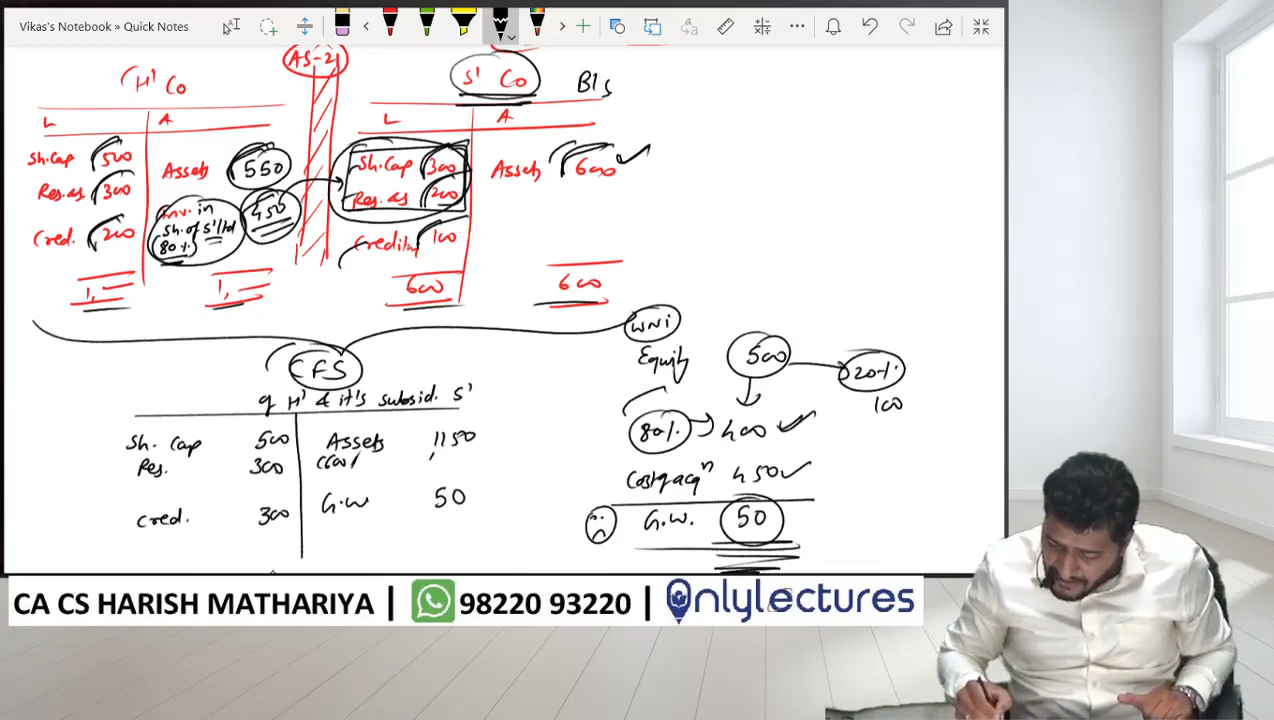 Vikas's Notebook » Quick Notes
AS-21
H' Co
S' Co B/s
L A
L A
Sh.Cap 500 Assets 550
Res. &s 300 Inv. in
Sh. of S' ltd 450
80%
Cred. 200
1,
1,
Sh.Cap 300 Assets 600
Res. &s 200
Creditors 100
600 600
CFS
of H' & it's subsid. S'
Sh. Cap 500 Assets 1150
Res. 300
Cred. 300 G.W 50
WN1
Equity 500 20%
100
80% 400
Cost of acqn 450
G.W. 50
CA CS HARISH MATHARIYA | 98220 93220 | Onlylectures